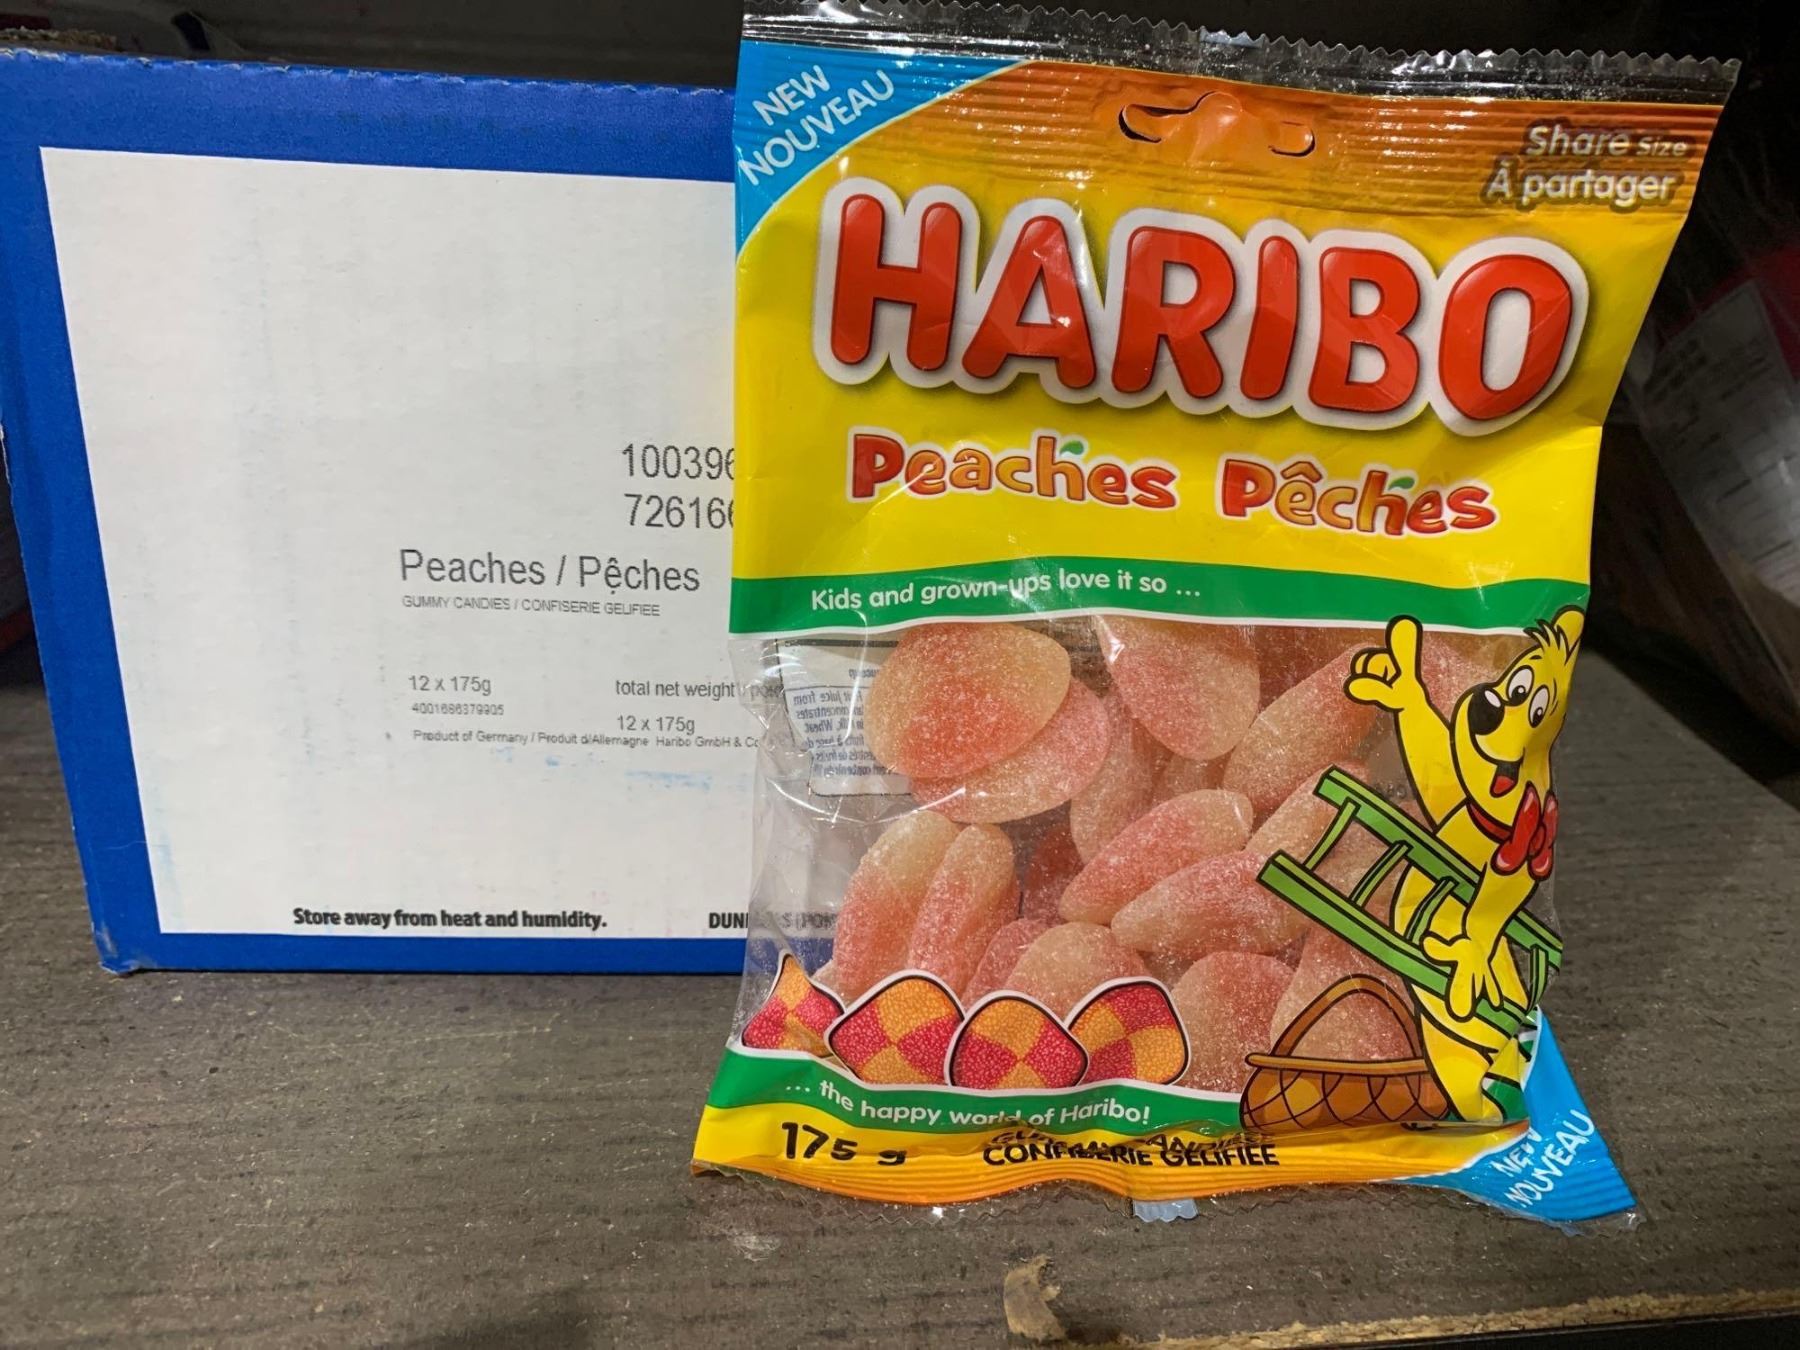 100396
726166
Peaches / Pêches
GUMMY CANDIES / CONFISERIE GELIFIEE
12 x 175g
4001686379905
total net weight
12 x 175g
Product of Germany / Produit d'Allemagne Haribo GmbH & Co
Store away from heat and humidity.
NEW
NOUVEAU
Share Size
À partager
HARIBO
Peaches Pêches
Kids and grown-ups love it so ...
... the happy world of Haribo!
175 g
CONFISERIE GÉLIFIÉE
NEW
NOUVEAU